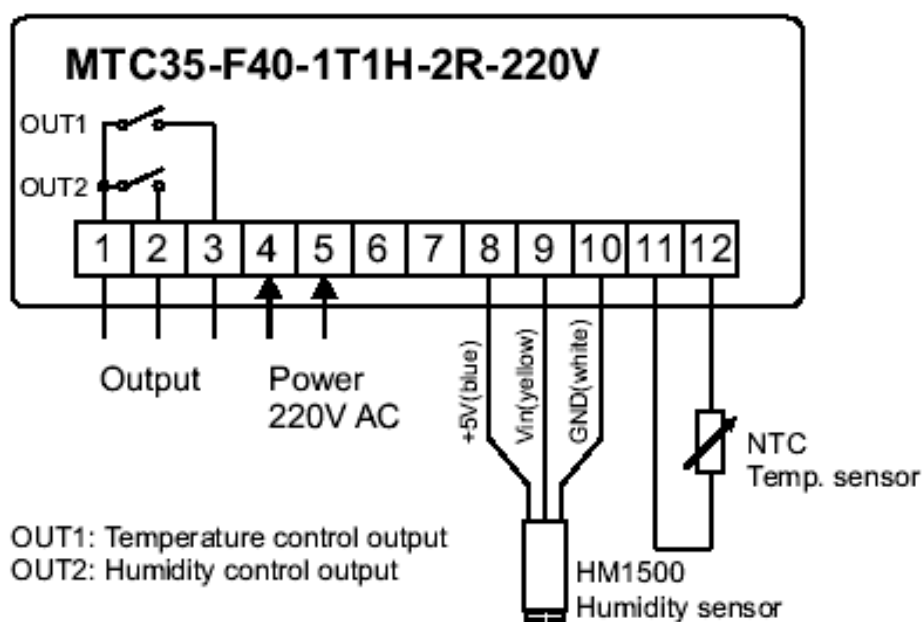 MTC35-F40-1T1H-2R-220V
OUT1
OUT2
1 2 3 4 5 6 7 8 9 10 11 12
Output
Power
220V AC
+5V(blue)
Vin(yellow)
GND(white)
NTC
Temp. sensor
OUT1: Temperature control output
OUT2: Humidity control output
HM1500
Humidity sensor